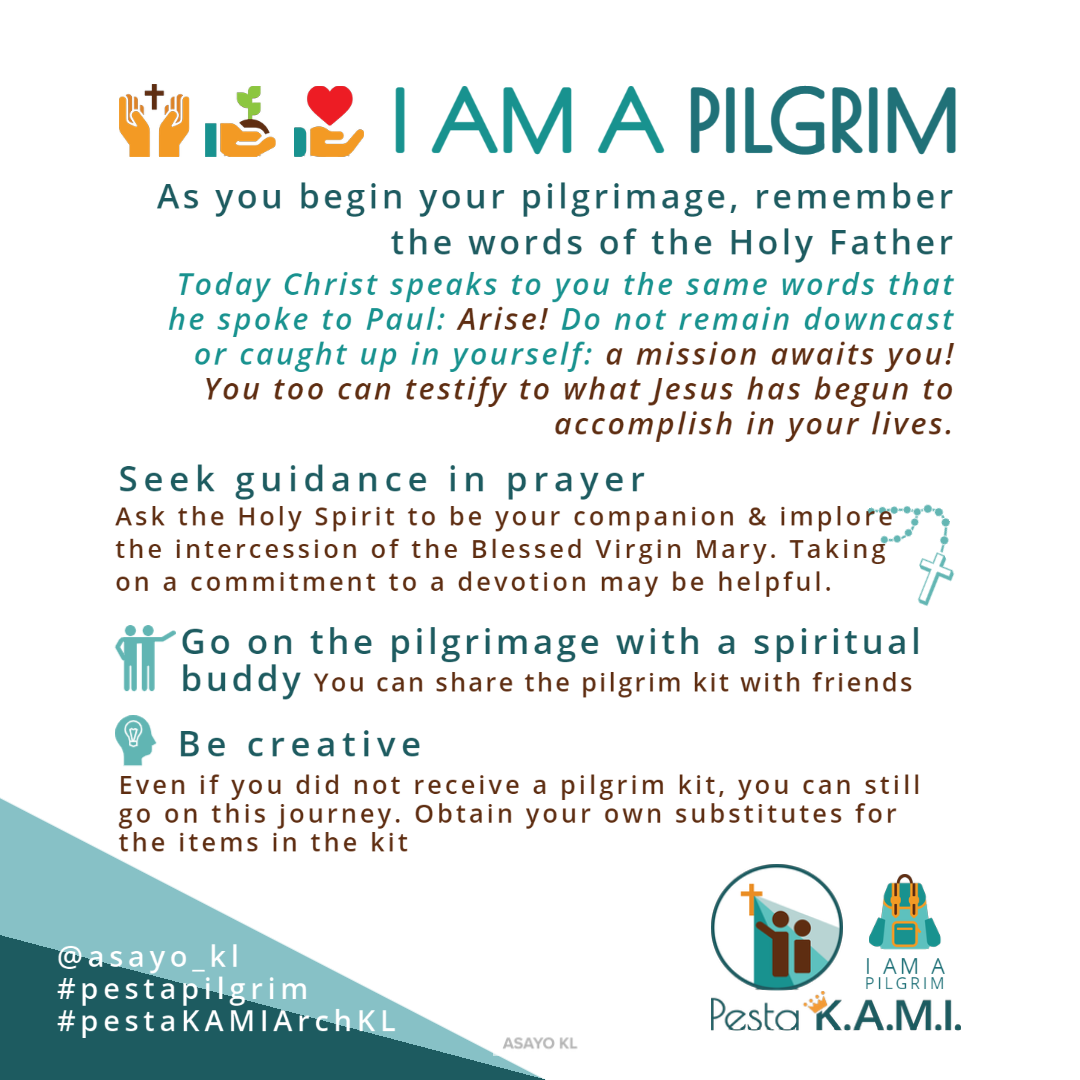 I AM A PILGRIM
As you begin your pilgrimage, remember
the words of the Holy Father
Today Christ speaks to you the same words that
he spoke to Paul: Arise! Do not remain downcast
or caught up in yourself: a mission awaits you!
You too can testify to what Jesus has begun to
accomplish in your lives.
Seek guidance in prayer
Ask the Holy Spirit to be your companion & implore
the intercession of the Blessed Virgin Mary. Taking
on a commitment to a devotion may be helpful.
Go on the pilgrimage with a spiritual
buddy You can share the pilgrim kit with friends
Be creative
Even if you did not receive a pilgrim kit, you can still
go on this journey. Obtain your own substitutes for
the items in the kit
@asayo_kl
#pestapilgrim
#pestaKAMIArchKL
ASAYO KL
I AM A
PILGRIM
Pesta K.A.M.I.